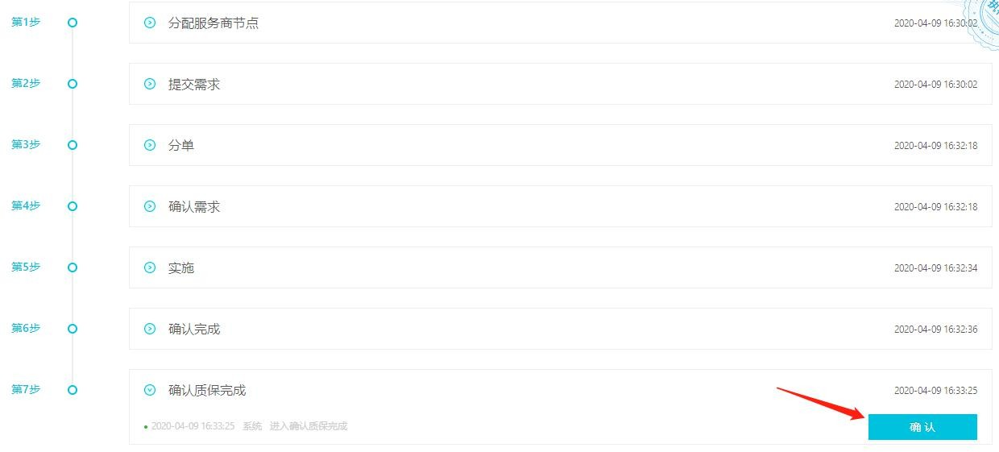 第1步 分配服务商节点 2020-04-09 16:30:02
第2步 提交需求 2020-04-09 16:30:02
第3步 分单 2020-04-09 16:32:18
第4步 确认需求 2020-04-09 16:32:18
第5步 实施 2020-04-09 16:32:34
第6步 确认完成 2020-04-09 16:32:36
第7步 确认质保完成 2020-04-09 16:33:25
2020-04-09 16:33:25 系统 进入确认质保完成
确 认